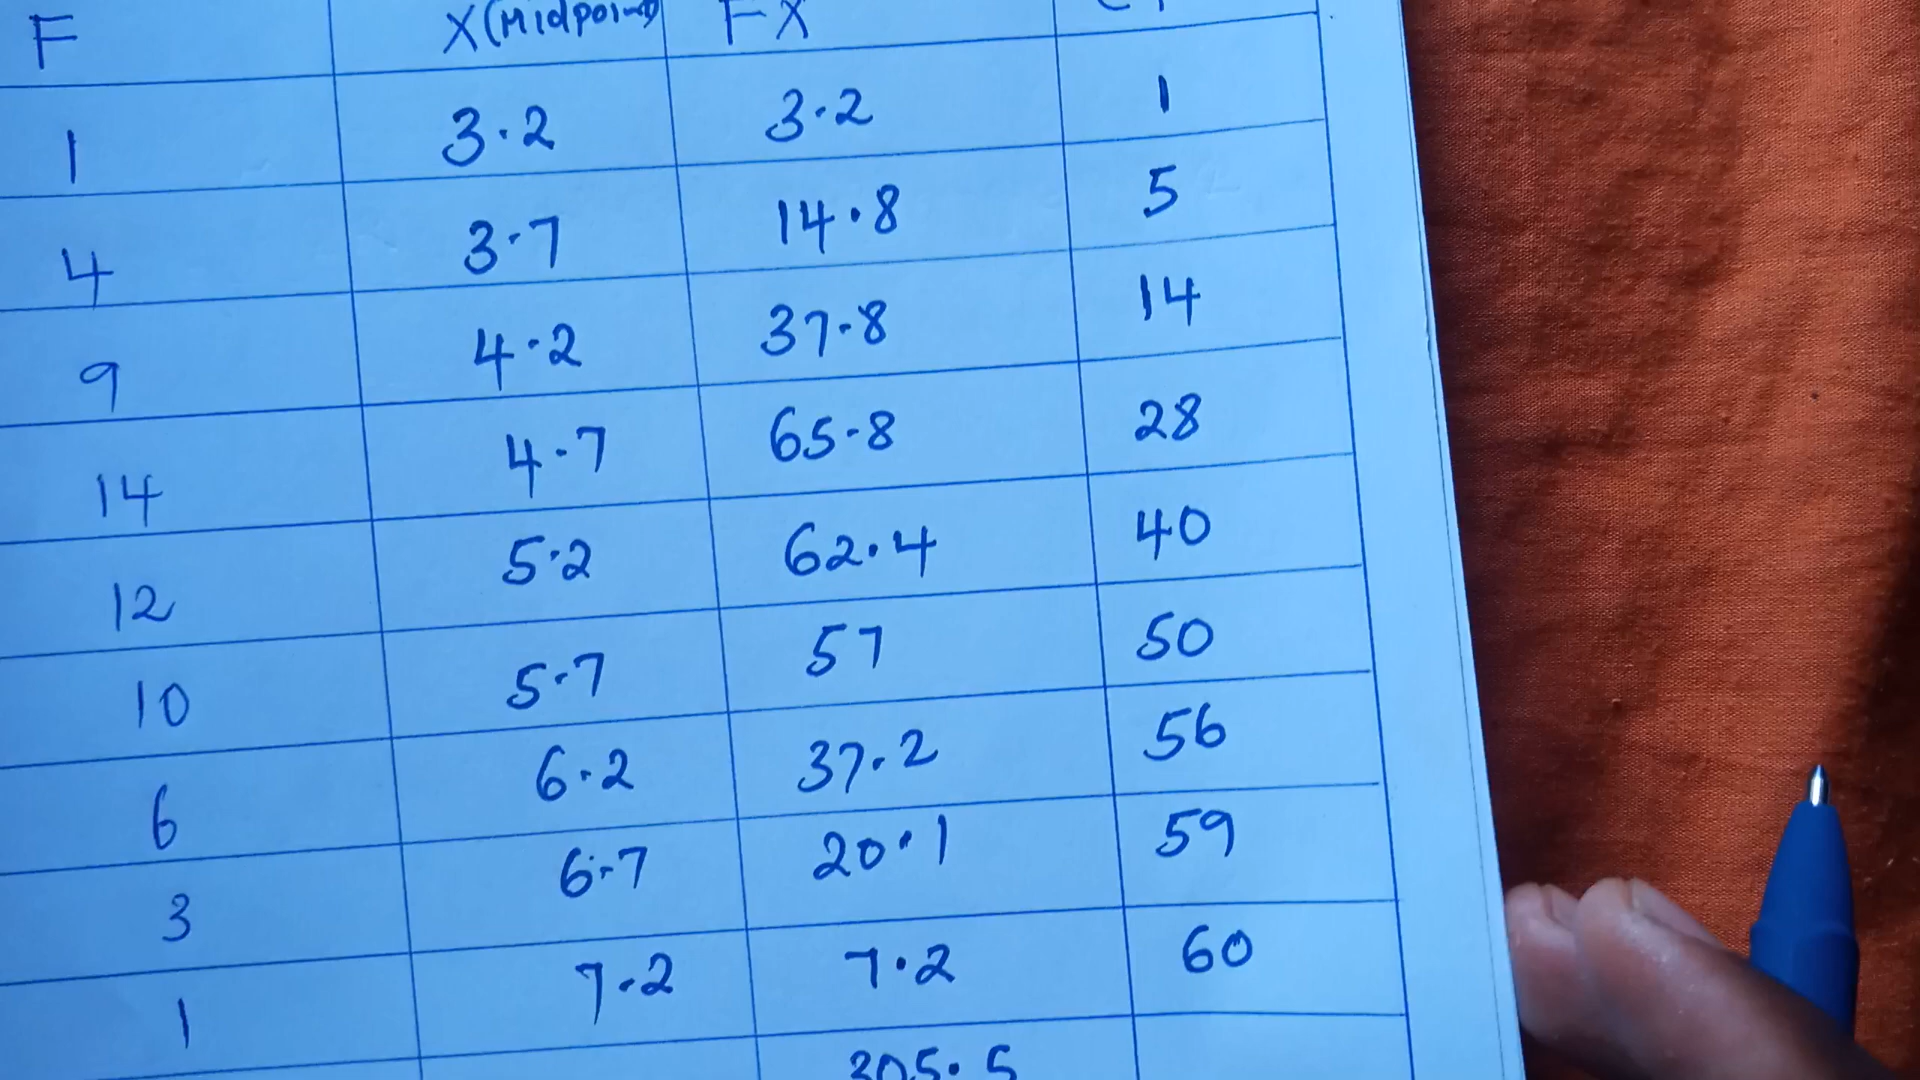 F X(Midpoint) FX
1 3.2 3.2 1
4 3.7 14.8 5
9 4.2 37.8 14
14 4.7 65.8 28
12 5.2 62.4 40
10 5.7 57 50
6 6.2 37.2 56
3 6.7 20.1 59
1 7.2 7.2 60
305.5